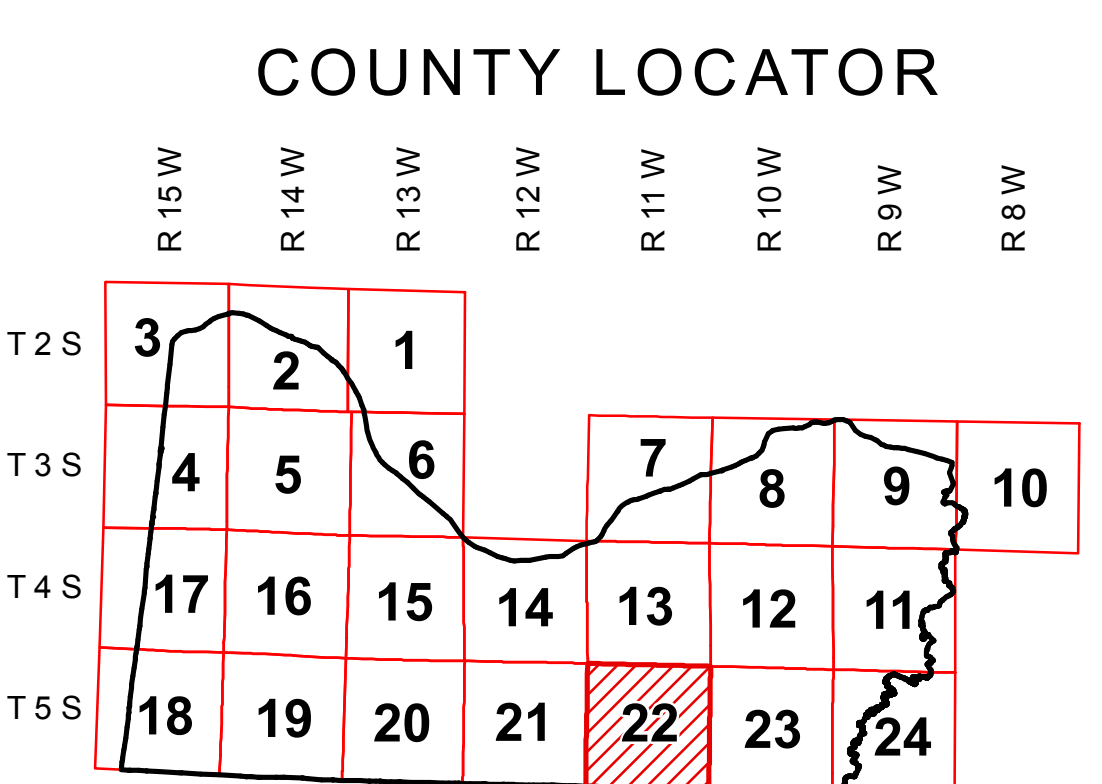 COUNTY LOCATOR
R 15 W R 14 W R 13 W R 12 W R 11 W R 10 W R 9 W R 8 W
T 2 S 3 2 1
T 3 S 4 5 6 7 8 9 10
T 4 S 17 16 15 14 13 12 11
T 5 S 18 19 20 21 22 23 24